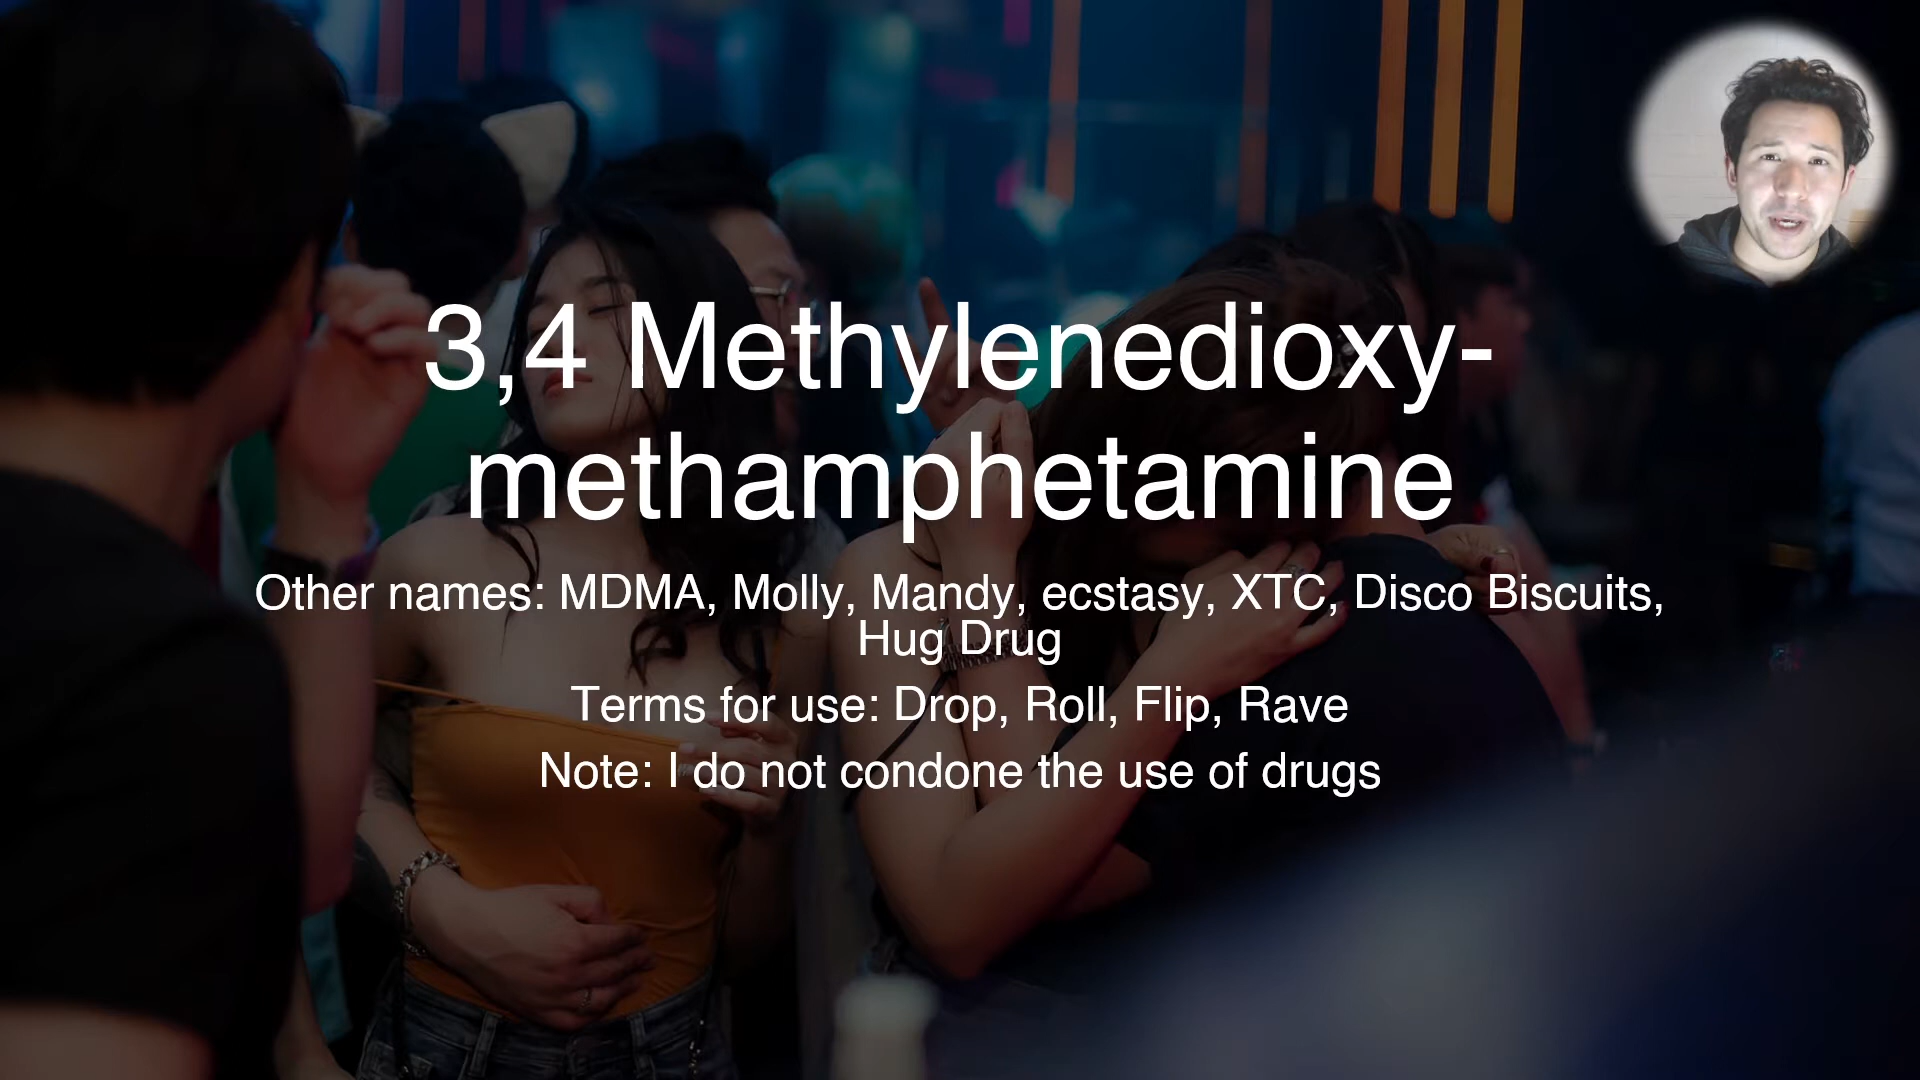 3,4 Methylenedioxy-
methamphetamine
Other names: MDMA, Molly, Mandy, ecstasy, XTC, Disco Biscuits,
Hug Drug
Terms for use: Drop, Roll, Flip, Rave
Note: I do not condone the use of drugs